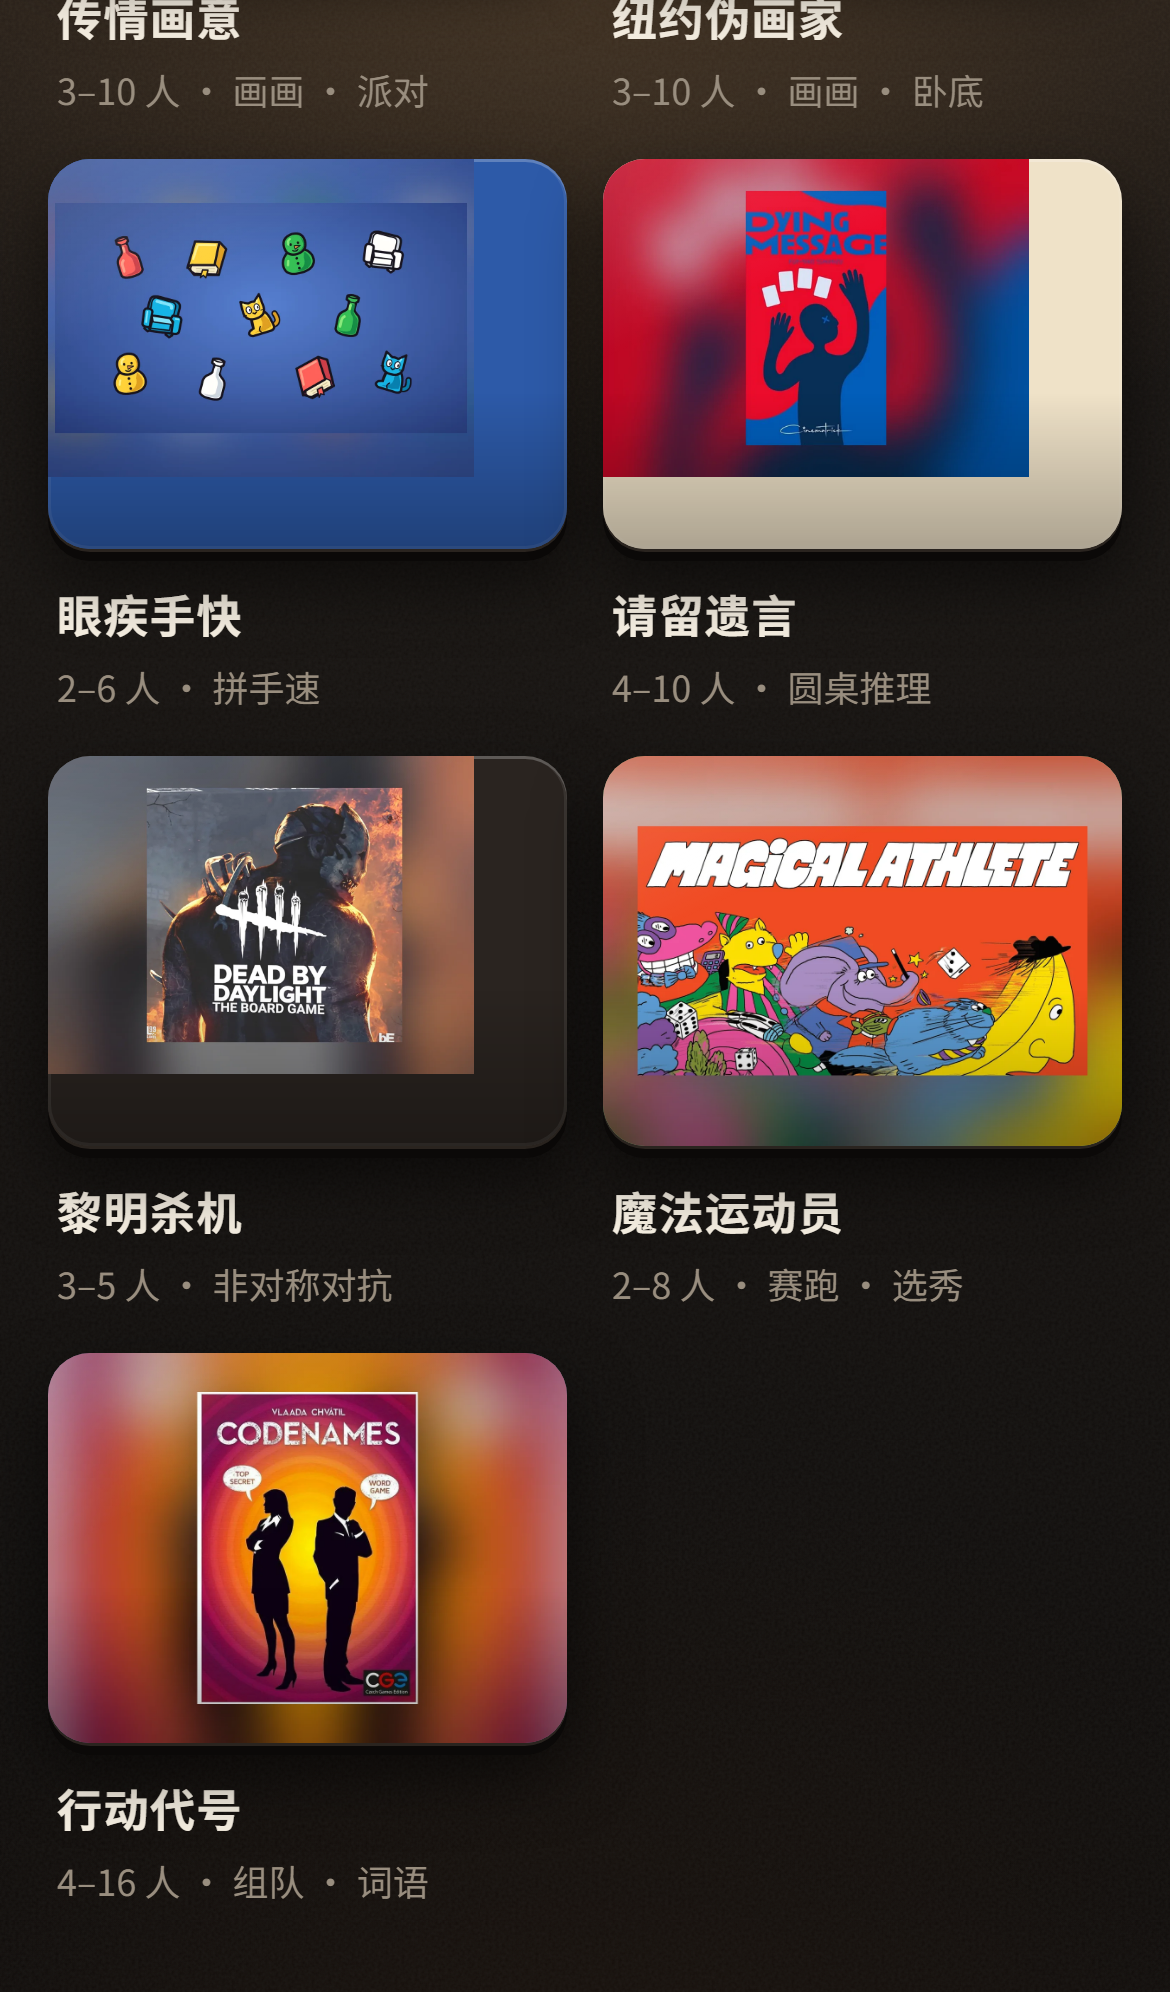 传情画意
纽约伪画家
3–10 人 • 画画 • 派对
3–10 人 • 画画 • 卧底
DYING
MESSAGE
眼疾手快
请留遗言
2–6 人 • 拼手速
4–10 人 • 圆桌推理
DEAD BY
DAYLIGHT
THE BOARD GAME
MAGiCAL ATHLETE
黎明杀机
魔法运动员
3–5 人 • 非对称对抗
2–8 人 • 赛跑 • 选秀
VLAADA CHVÁTIL
CODENAMES
TOP
SECRET
WORD
GAME
CGE
Czech Games Edition
行动代号
4–16 人 • 组队 • 词语